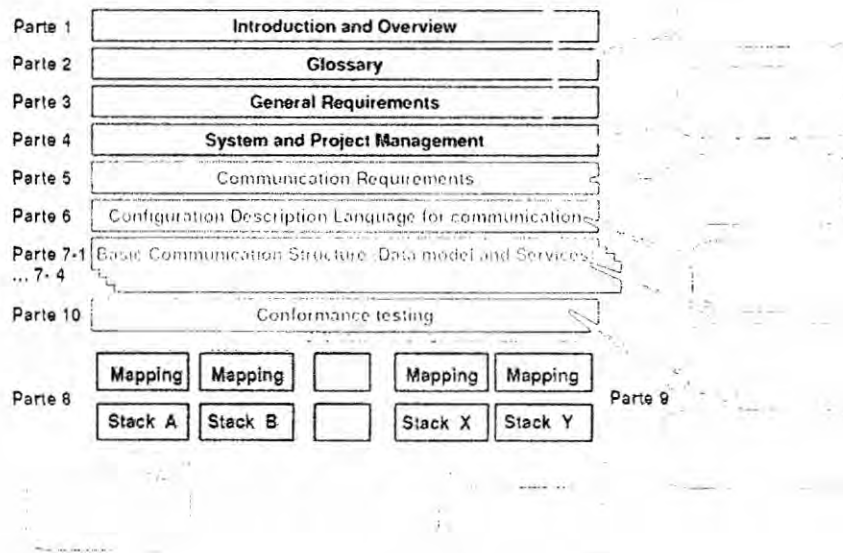 Parte 1 Introduction and Overview
Parte 2 Glossary
Parte 3 General Requirements
Parte 4 System and Project Management
Parte 5 Communication Requirements
Parte 6 Configuration Description Language for communication
Parte 7-1 Basic Communication Structure: Data model and Services
... 7- 4
Parte 10 Conformance testing
Mapping Mapping Mapping Mapping
Parte 8 Parte 9
Stack A Stack B Stack X Stack Y